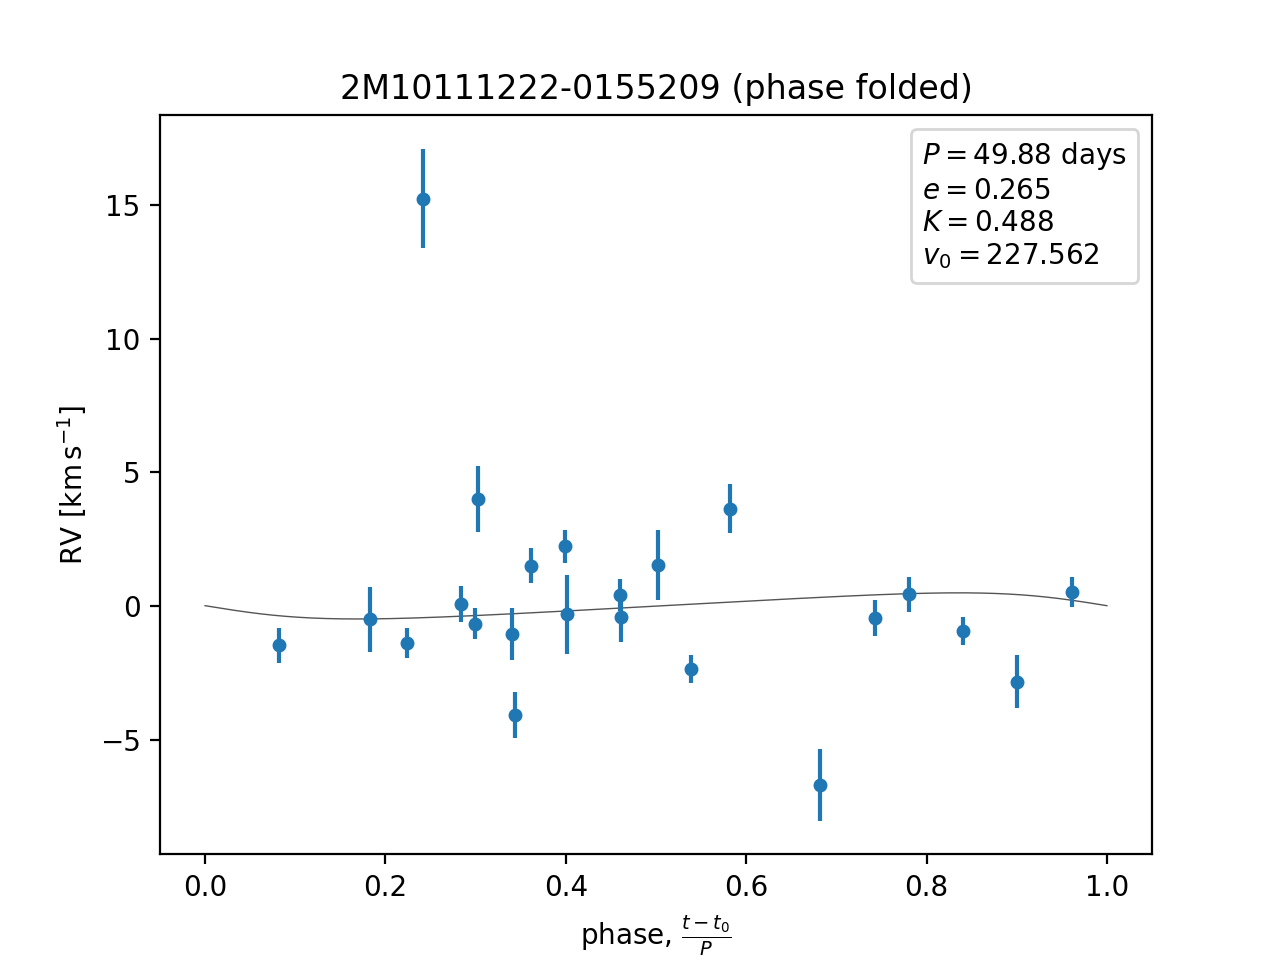 2M10111222-0155209 (phase folded)
P = 49.88 days
e = 0.265
K = 0.488
v₀ = 227.562
15
10
5
0
−5
RV [km s⁻¹]
0.0 0.2 0.4 0.6 0.8 1.0
phase, (t − t₀)/P